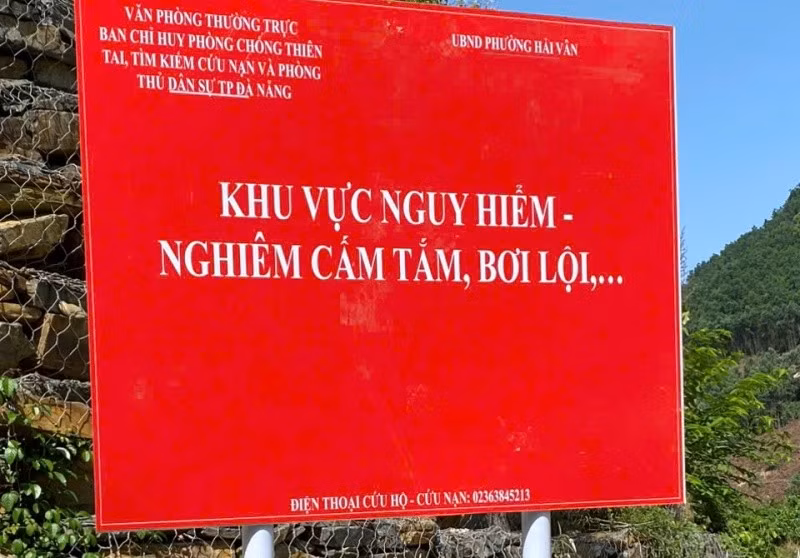 VĂN PHÒNG THƯỜNG TRỰC
BAN CHỈ HUY PHÒNG CHỐNG THIÊN
TAI, TÌM KIẾM CỨU NẠN VÀ PHÒNG
THỦ DÂN SỰ TP ĐÀ NẴNG
UBND PHƯỜNG HẢI VÂN
KHU VỰC NGUY HIỂM -
NGHIÊM CẤM TẮM, BƠI LỘI,...
ĐIỆN THOẠI CỨU HỘ - CỨU NẠN: 02363845213